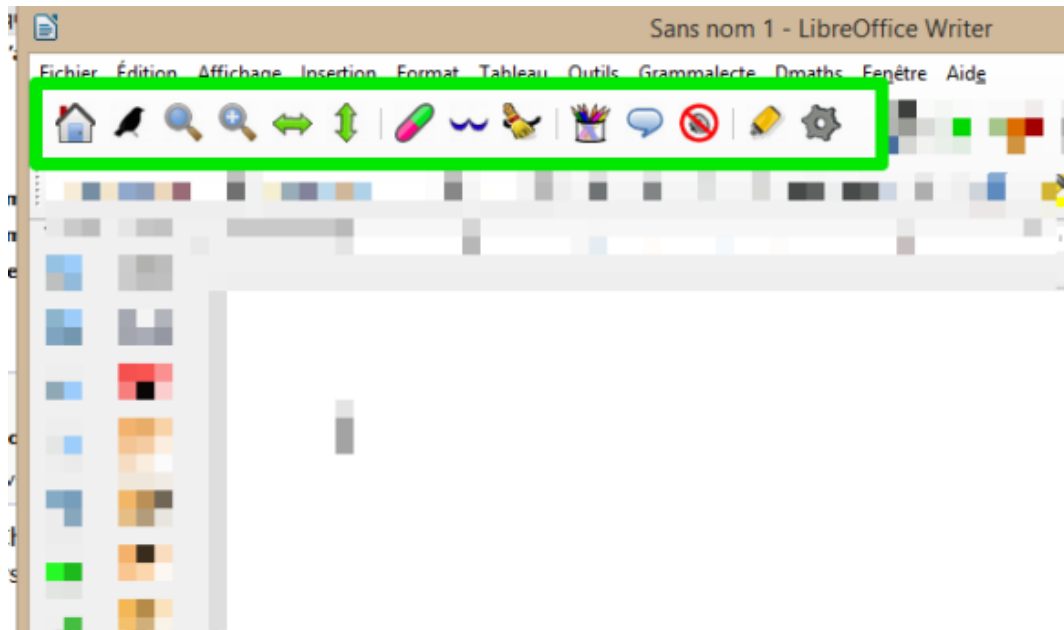 Sans nom 1 - LibreOffice Writer
Fichier Édition Affichage Insertion Format Tableau Outils Grammalecte Dmaths Fenêtre Aide